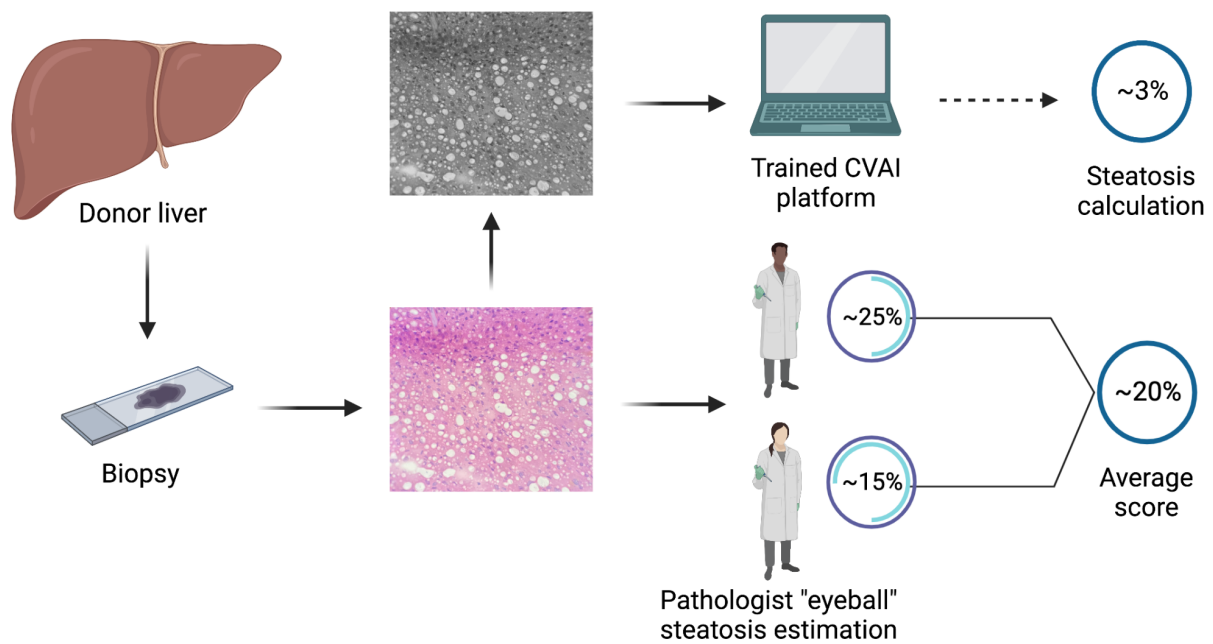 Donor liver
Biopsy
Trained CVAI
platform
~3%
Steatosis
calculation
~25%
~15%
Pathologist "eyeball"
steatosis estimation
~20%
Average
score